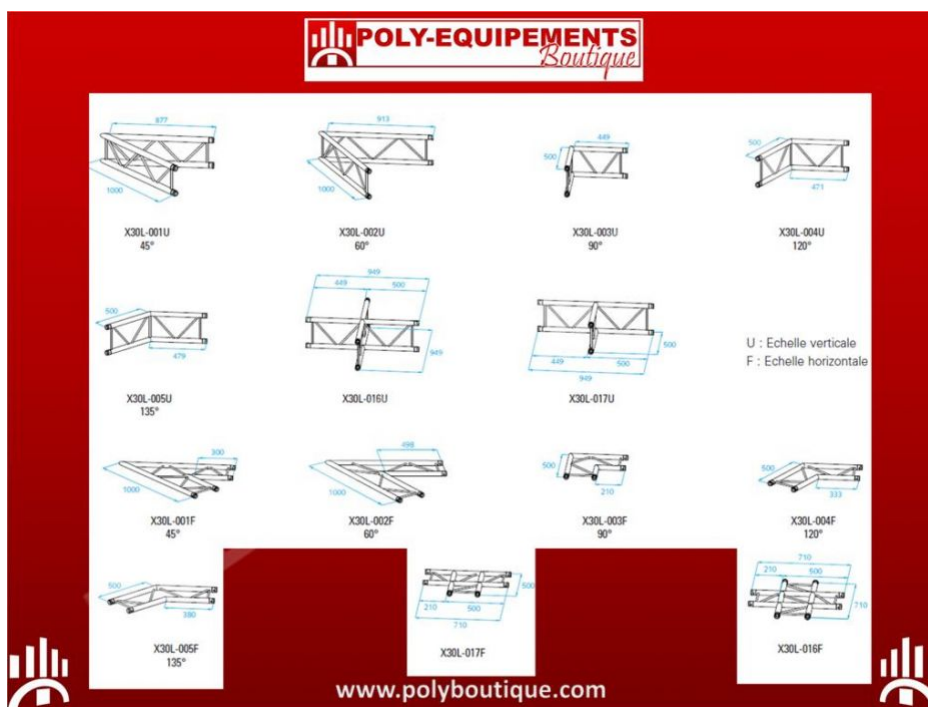 POLY-EQUIPEMENTS
Boutique
877
1000
X30L-001U
45°
913
1000
X30L-002U
60°
449
500
X30L-003U
90°
500
471
X30L-004U
120°
500
479
X30L-005U
135°
949
449
500
949
X30L-016U
500
449
500
949
X30L-017U
U : Echelle verticale
F : Echelle horizontale
300
1000
X30L-001F
45°
498
1000
X30L-002F
60°
500
210
X30L-003F
90°
500
333
X30L-004F
120°
500
380
X30L-005F
135°
500
210
500
710
X30L-017F
710
210
500
710
X30L-016F
www.polyboutique.com